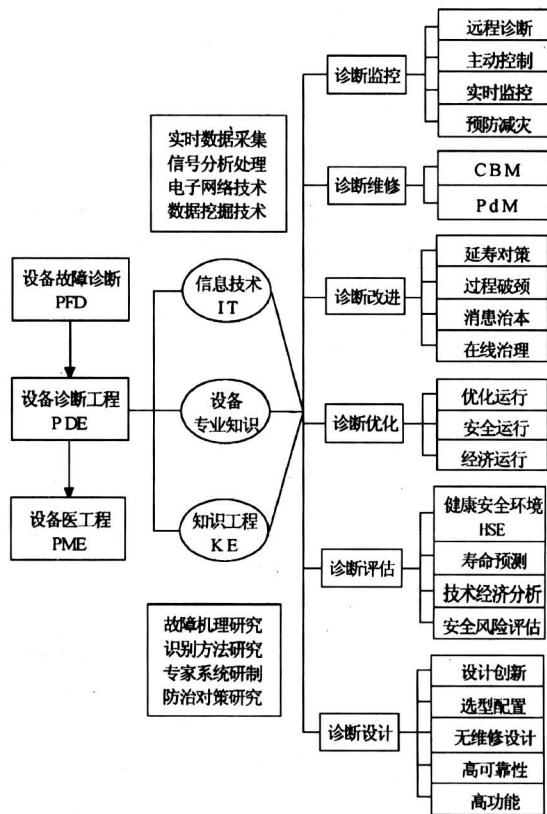 实时数据采集
信号分析处理
电子网络技术
数据挖掘技术
设备故障诊断
PFD
设备诊断工程
PDE
设备医工程
PME
信息技术
IT
设备
专业知识
知识工程
KE
故障机理研究
识别方法研究
专家系统研制
防治对策研究
诊断监控
远程诊断
主动控制
实时监控
预防减灾
诊断维修
CBM
PdM
诊断改进
延寿对策
过程破颈
消患治本
在线治理
诊断优化
优化运行
安全运行
经济运行
诊断评估
健康安全环境
HSE
寿命预测
技术经济分析
安全风险评估
诊断设计
设计创新
选型配置
无维修设计
高可靠性
高功能